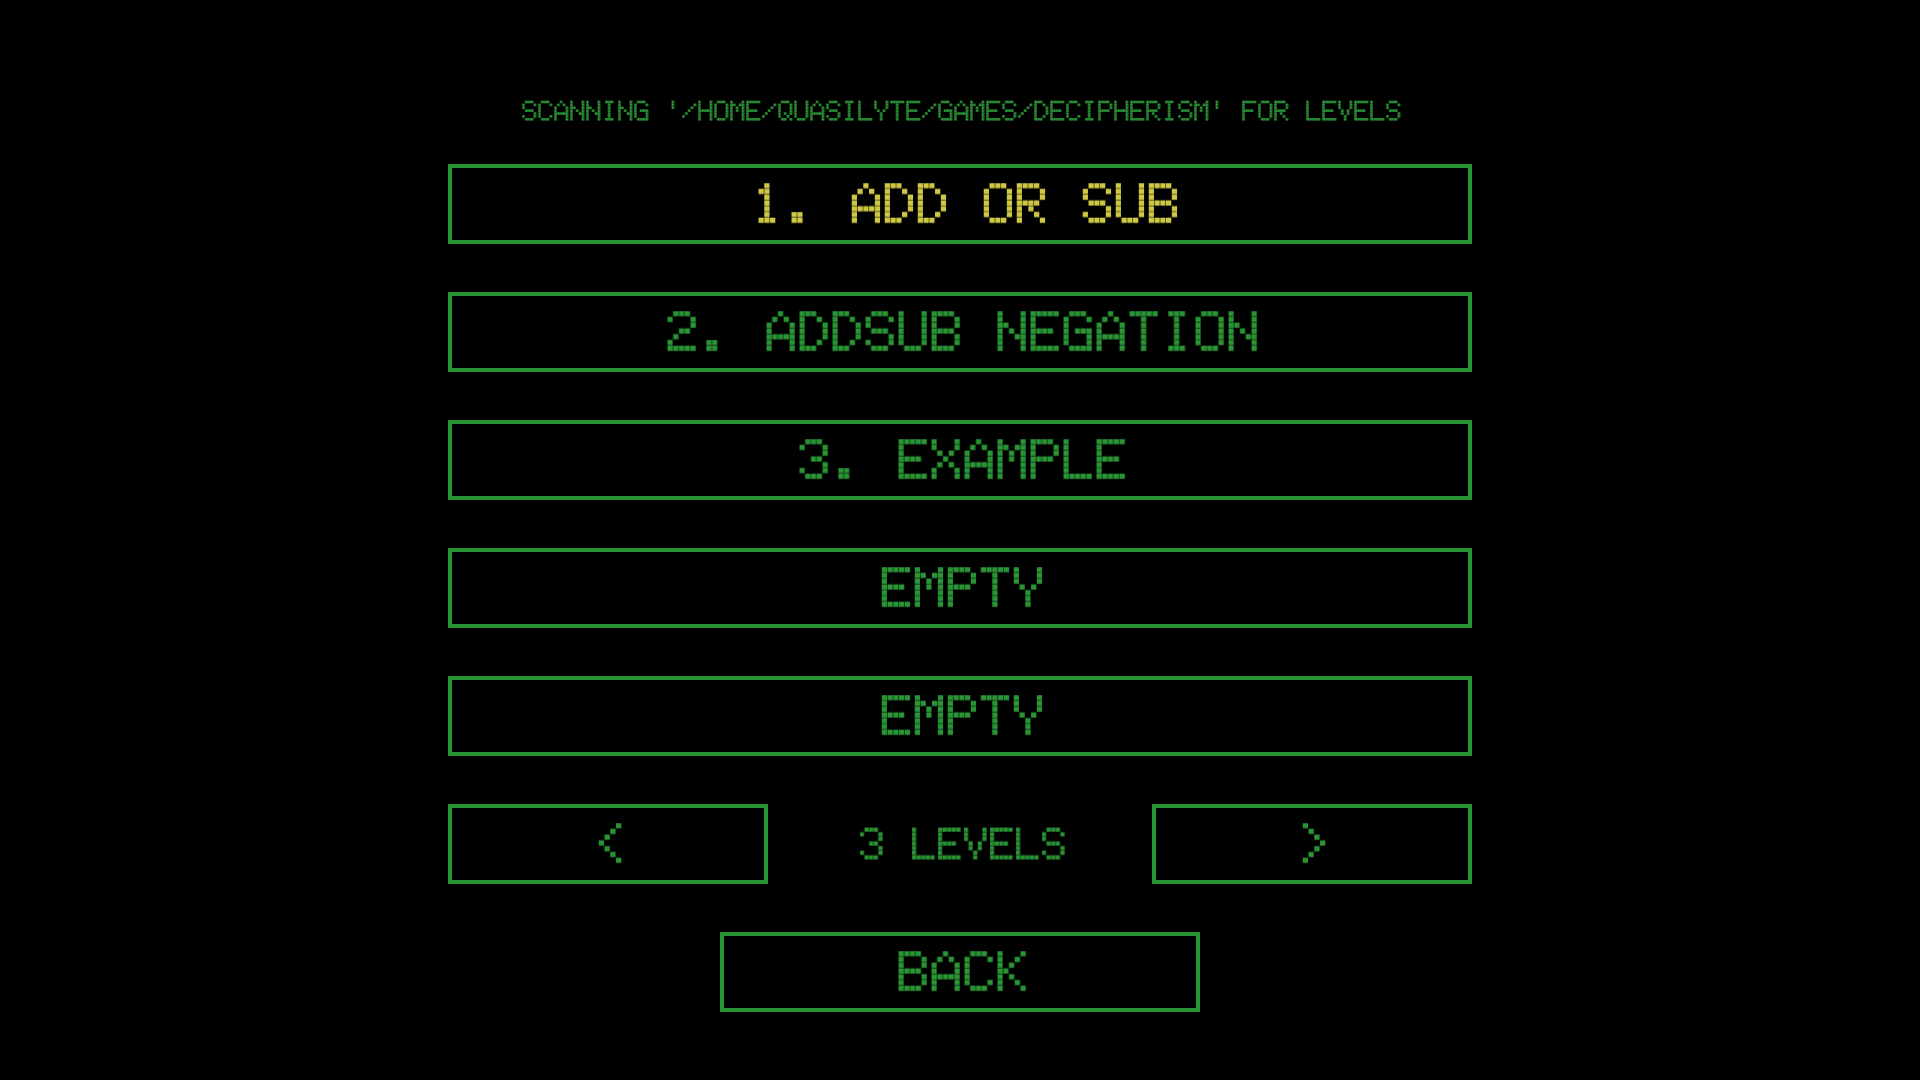 SCANNING '/HOME/QUASILYTE/GAMES/DECIPHERISM' FOR LEVELS
1. ADD OR SUB
2. ADDSUB NEGATION
3. EXAMPLE
EMPTY
EMPTY
< 3 LEVELS >
BACK